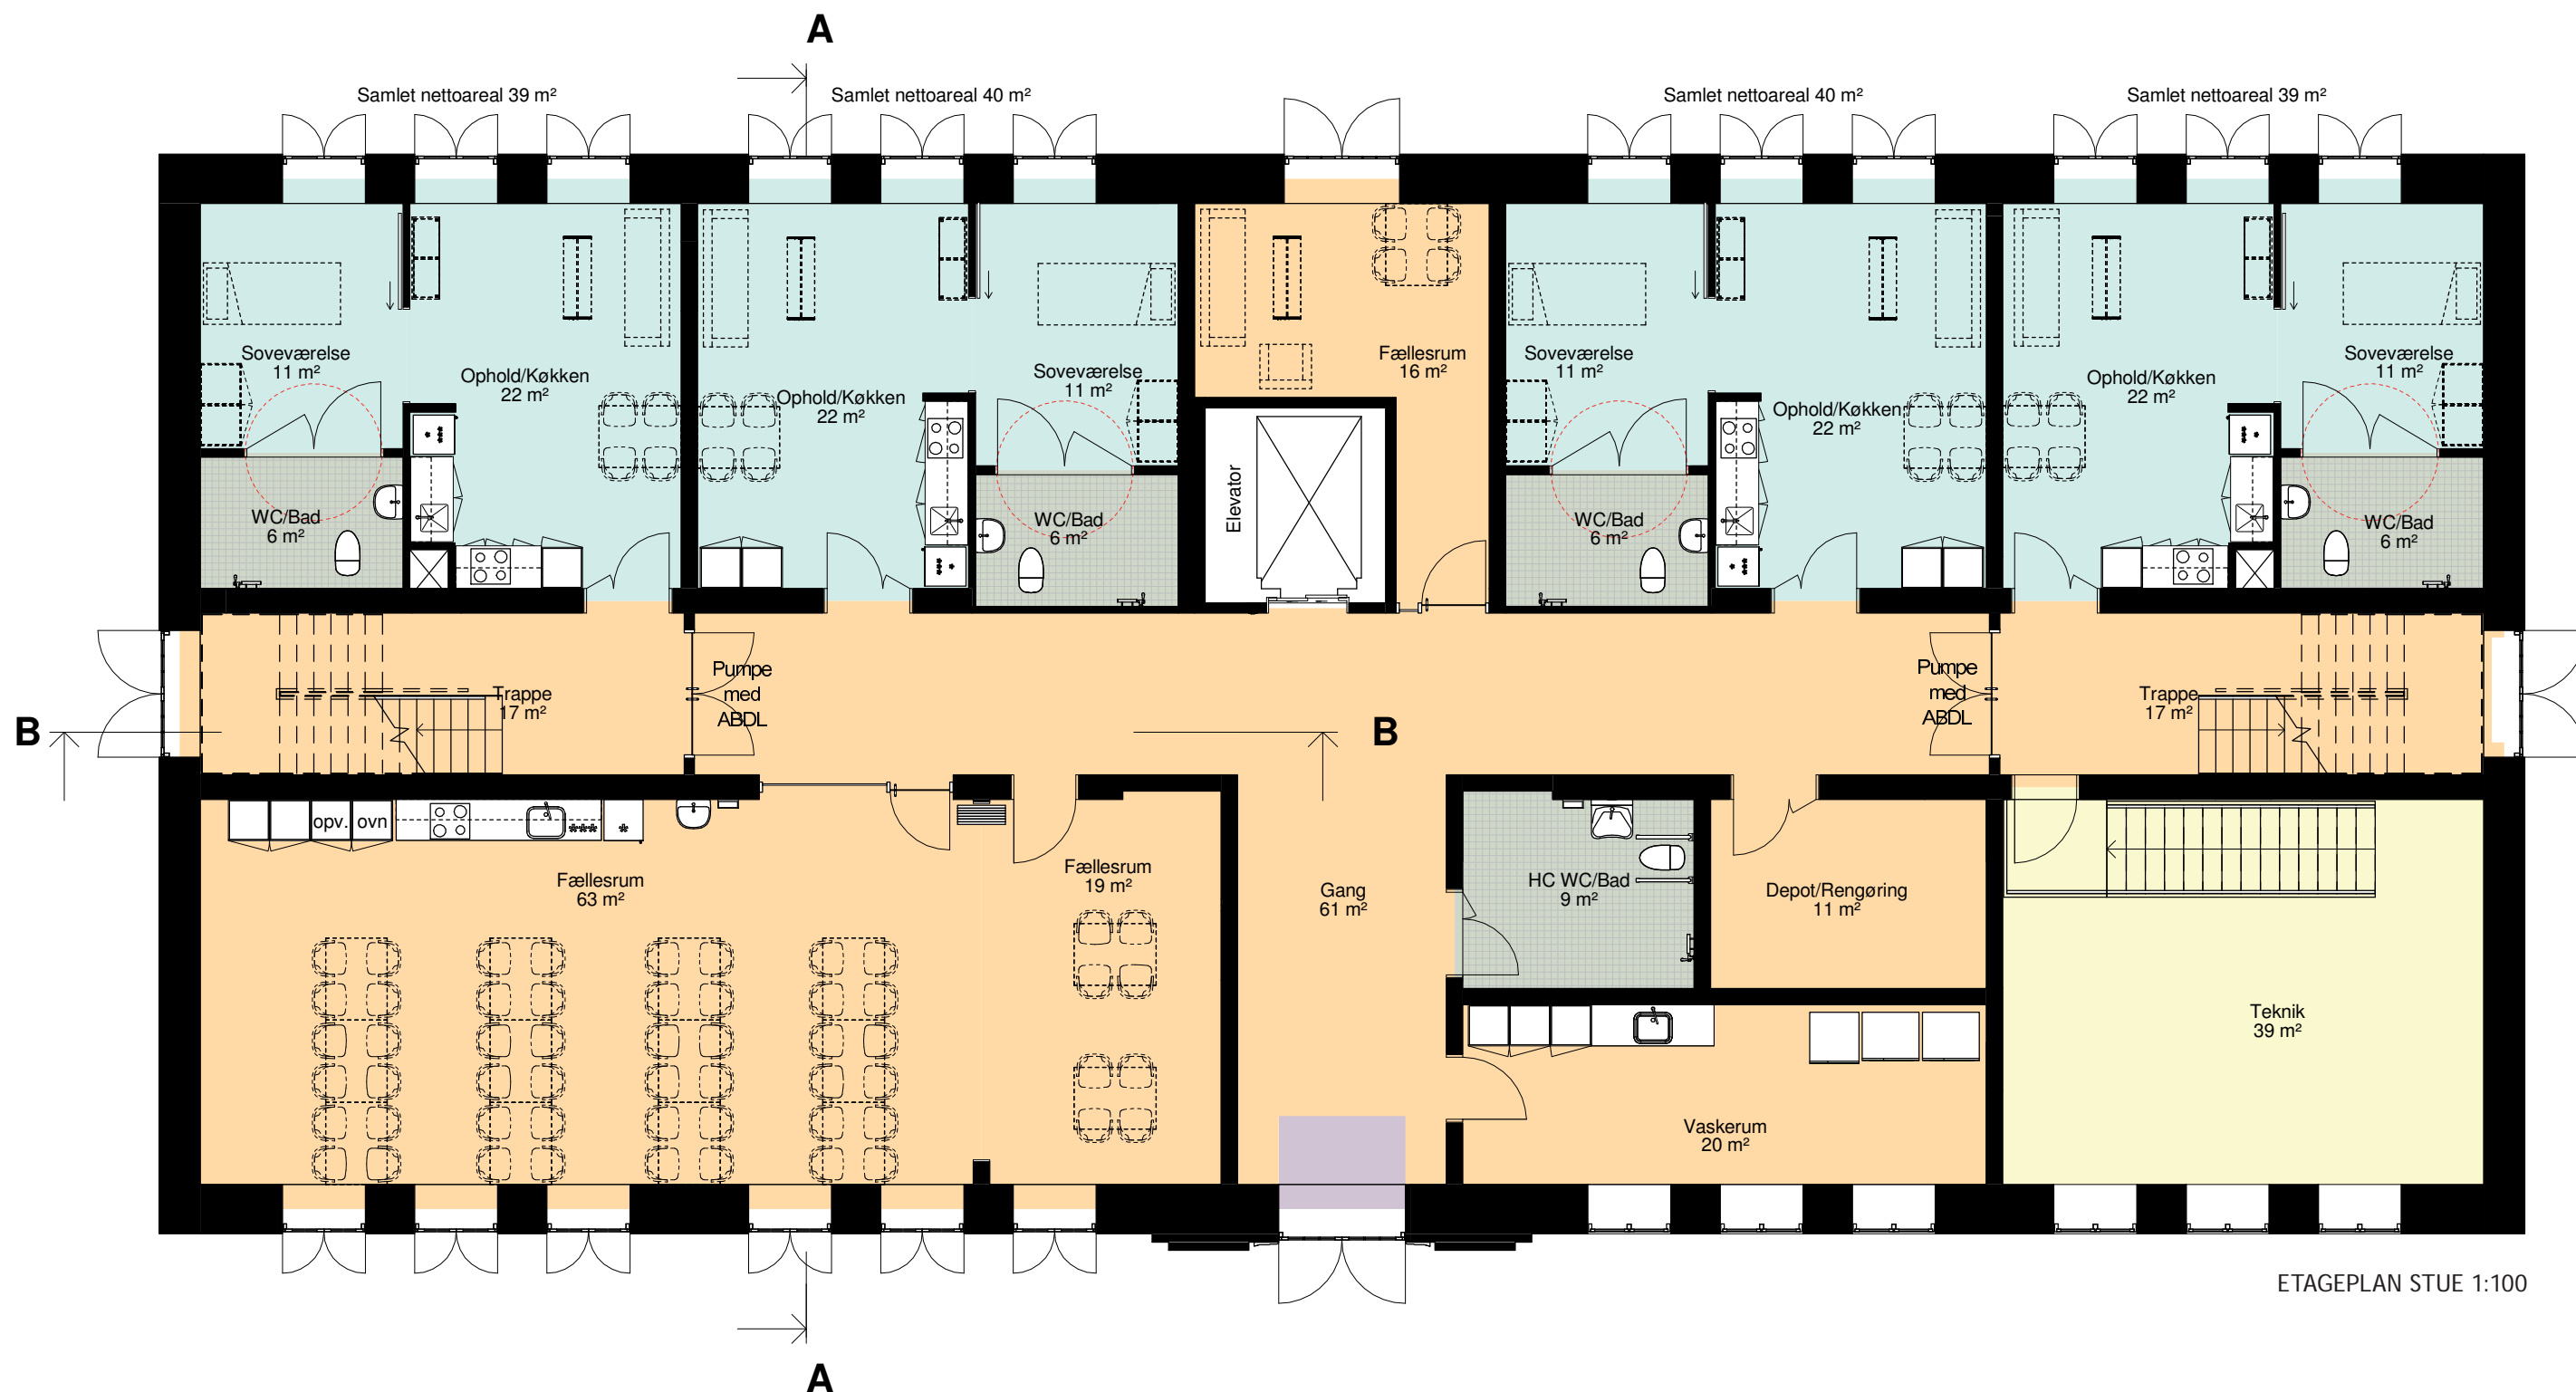 A
Samlet nettoareal 39 m²
Samlet nettoareal 40 m²
Samlet nettoareal 40 m²
Samlet nettoareal 39 m²
Soveværelse
11 m²
Ophold/Køkken
22 m²
Ophold/Køkken
22 m²
Soveværelse
11 m²
Fællesrum
16 m²
Soveværelse
11 m²
Ophold/Køkken
22 m²
Ophold/Køkken
22 m²
Soveværelse
11 m²
WC/Bad
6 m²
WC/Bad
6 m²
Elevator
WC/Bad
6 m²
WC/Bad
6 m²
Trappe
17 m²
Pumpe
med
ABDL
Pumpe
med
ABDL
Trappe
17 m²
B
B
opv.
ovn
Fællesrum
63 m²
Fællesrum
19 m²
Gang
61 m²
HC WC/Bad
9 m²
Depot/Rengøring
11 m²
Teknik
39 m²
Vaskerum
20 m²
ETAGEPLAN STUE 1:100
A